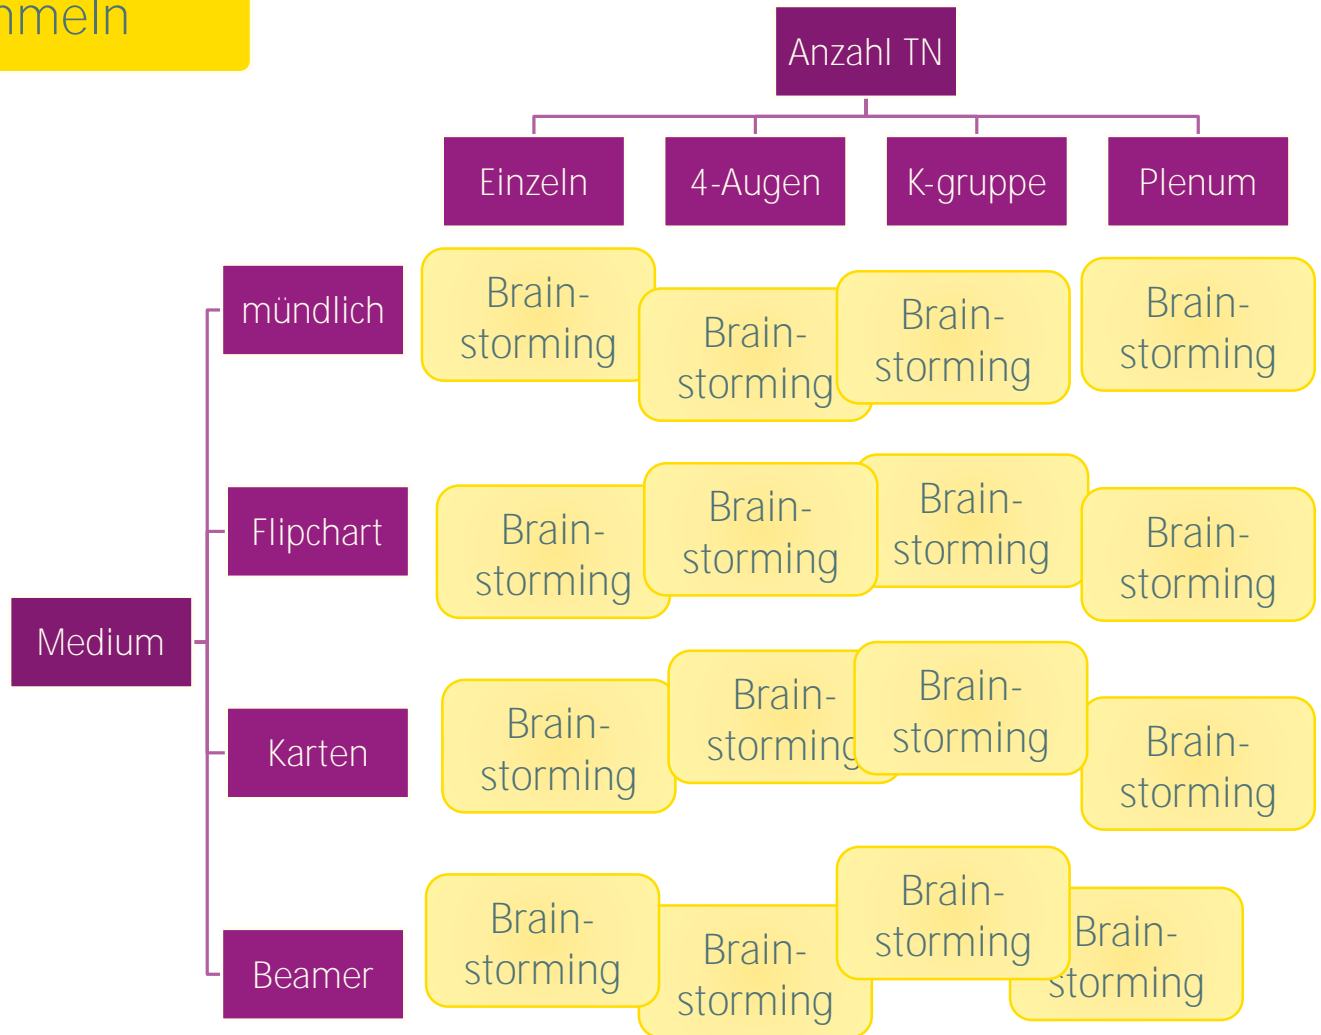 mmeln
Anzahl TN
Einzeln
4-Augen
K-gruppe
Plenum
mündlich
Brain-
storming
Brain-
storming
Brain-
storming
Brain-
storming
Flipchart
Brain-
storming
Brain-
storming
Brain-
storming
Brain-
storming
Medium
Karten
Brain-
storming
Brain-
storming
Brain-
storming
Brain-
storming
Beamer
Brain-
storming
Brain-
storming
Brain-
storming
Brain-
storming